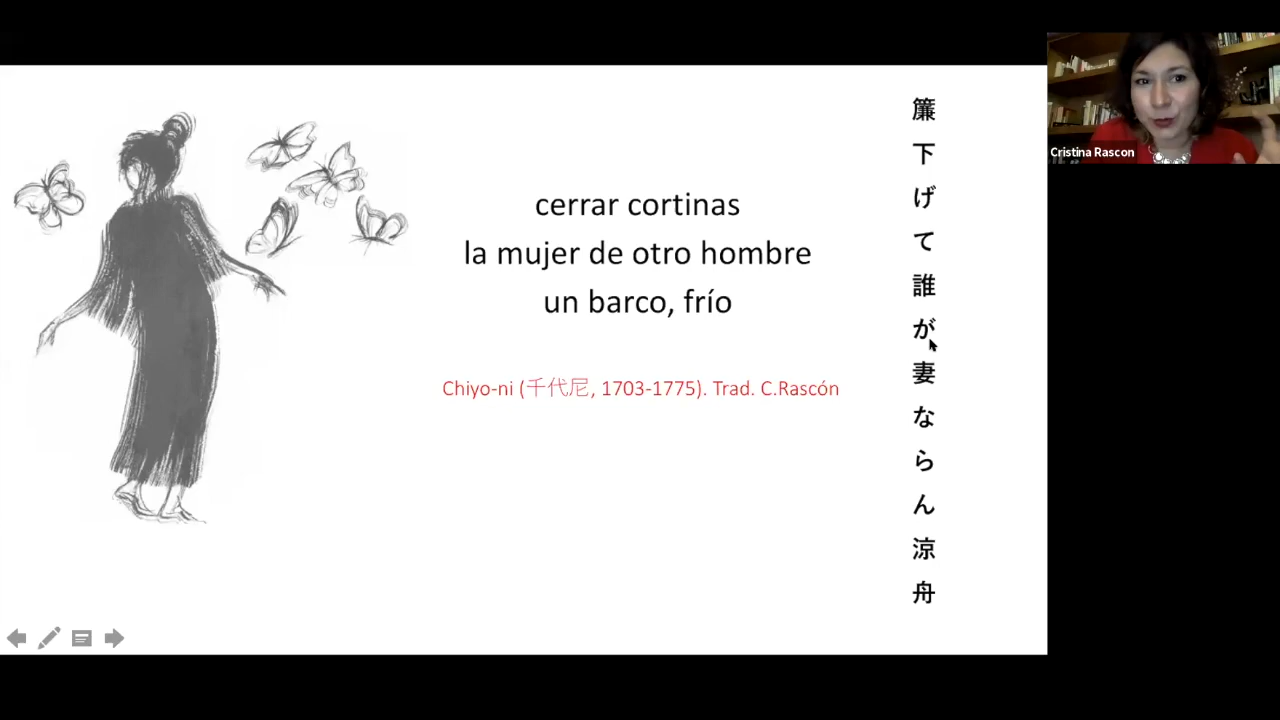 cerrar cortinas
la mujer de otro hombre
un barco, frío
Chiyo-ni (千代尼, 1703-1775). Trad. C.Rascón
簾下げて誰が妻ならん涼舟
Cristina Rascon